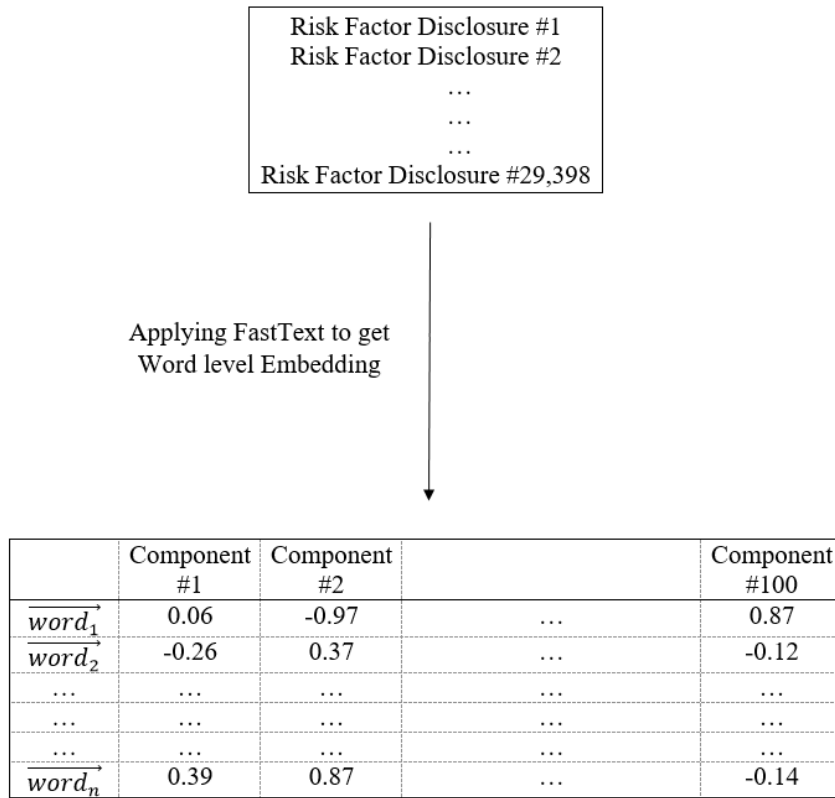 Risk Factor Disclosure #1
Risk Factor Disclosure #2
…
…
…
Risk Factor Disclosure #29,398
Applying FastText to get
Word level Embedding
Component #1 Component #2 Component #100
word₁ 0.06 -0.97 … 0.87
word₂ -0.26 0.37 … -0.12
… … … … …
… … … … …
… … … … …
wordₙ 0.39 0.87 … -0.14